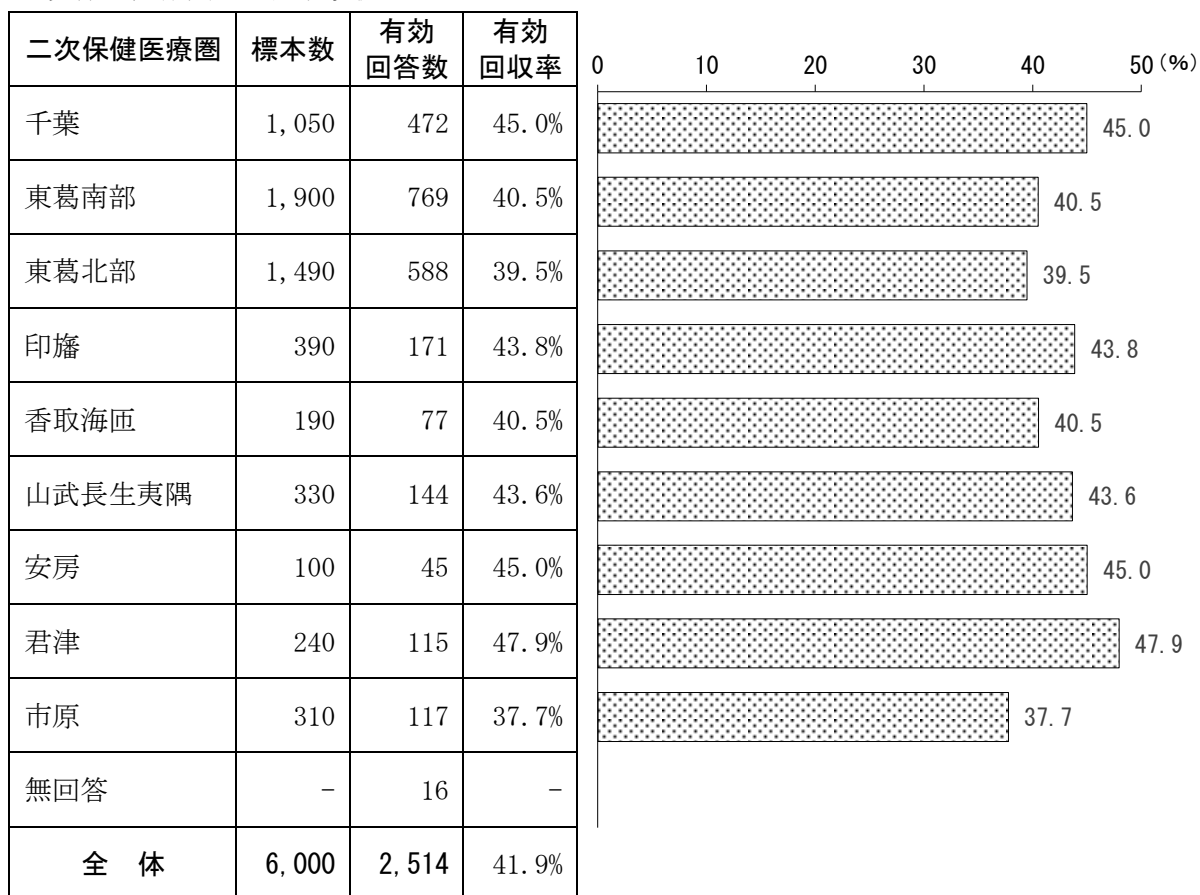 二次保健医療圏 標本数 有効回答数 有効回収率
0 10 20 30 40 50 (%)
千葉 1,050 472 45.0% 45.0
東葛南部 1,900 769 40.5% 40.5
東葛北部 1,490 588 39.5% 39.5
印旛 390 171 43.8% 43.8
香取海匝 190 77 40.5% 40.5
山武長生夷隅 330 144 43.6% 43.6
安房 100 45 45.0% 45.0
君津 240 115 47.9% 47.9
市原 310 117 37.7% 37.7
無回答 - 16 -
全 体 6,000 2,514 41.9%